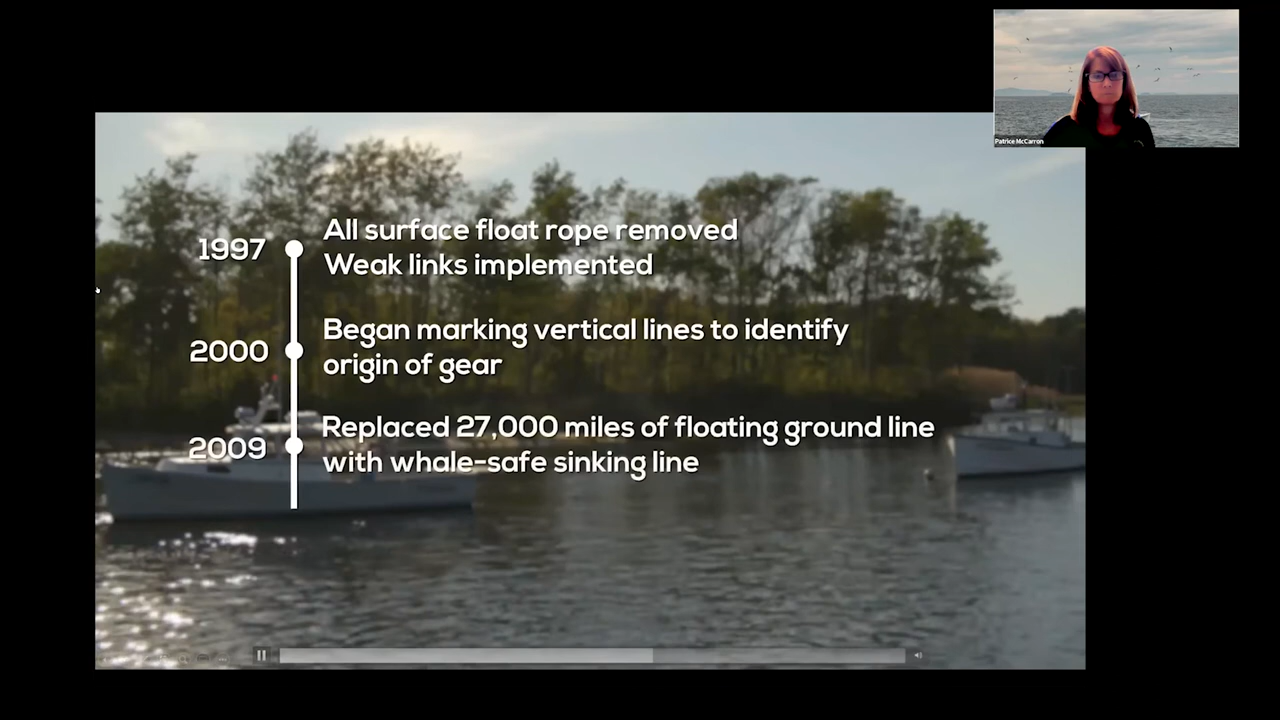 Patrice McCarron
1997
All surface float rope removed
Weak links implemented
2000
Began marking vertical lines to identify
origin of gear
2009
Replaced 27,000 miles of floating ground line
with whale-safe sinking line